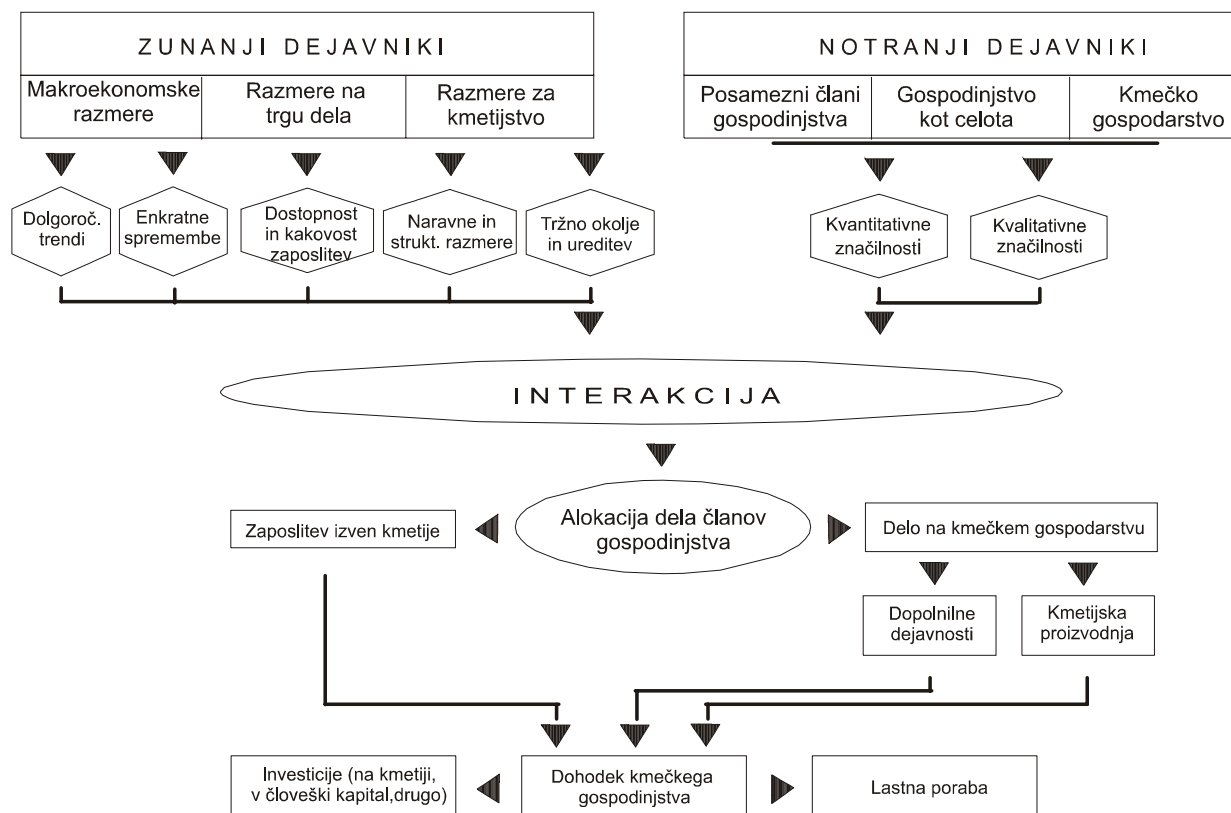 ZUNANJI DEJAVNIKI
Makroekonomske
razmere
Razmere na
trgu dela
Razmere za
kmetijstvo
NOTRANJI DEJAVNIKI
Posamezni člani
gospodinjstva
Gospodinjstvo
kot celota
Kmečko
gospodarstvo
Dolgoroč.
trendi
Enkratne
spremembe
Dostopnost
in kakovost
zaposlitev
Naravne in
strukt. razmere
Tržno okolje
in ureditev
Kvantitativne
značilnosti
Kvalitativne
značilnosti
INTERAKCIJA
Alokacija dela članov
gospodinjstva
Zaposlitev izven kmetije
Delo na kmečkem gospodarstvu
Dopolnilne
dejavnosti
Kmetijska
proizvodnja
Investicije (na kmetiji,
v človeški kapital,drugo)
Dohodek kmečkega
gospodinjstva
Lastna poraba